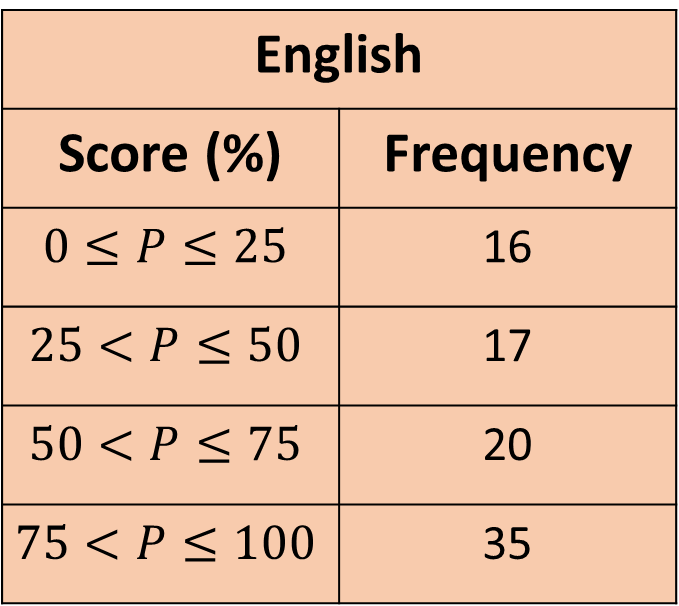 English
Score (%) Frequency
0 ≤ P ≤ 25 16
25 < P ≤ 50 17
50 < P ≤ 75 20
75 < P ≤ 100 35